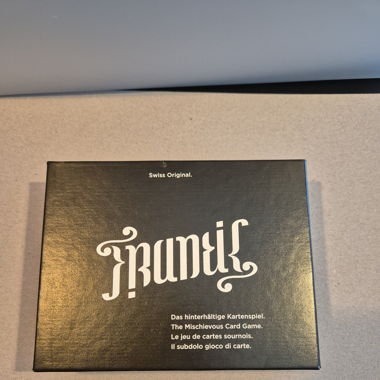 Swiss Original.
Frantic
Das hinterhältige Kartenspiel.
The Mischievous Card Game.
Le jeu de cartes sournois.
Il subdolo gioco di carte.